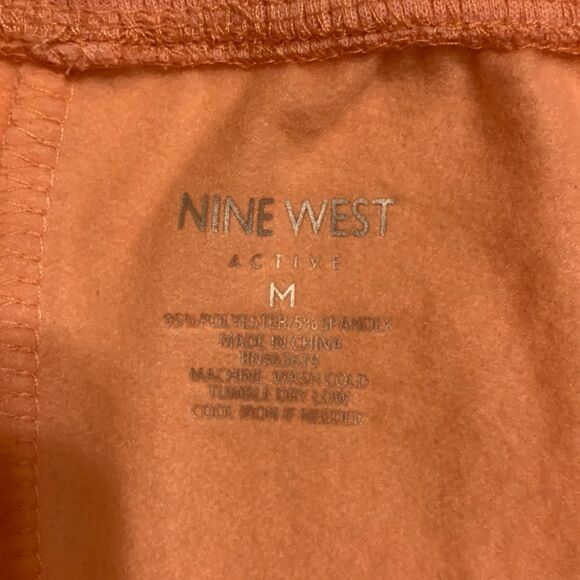 NINE WEST
ACTIVE
M
95% POLYESTER/5% SPANDEX
MADE IN CHINA
MACHINE WASH COLD
TUMBLE DRY LOW
COOL IRON IF NEEDED